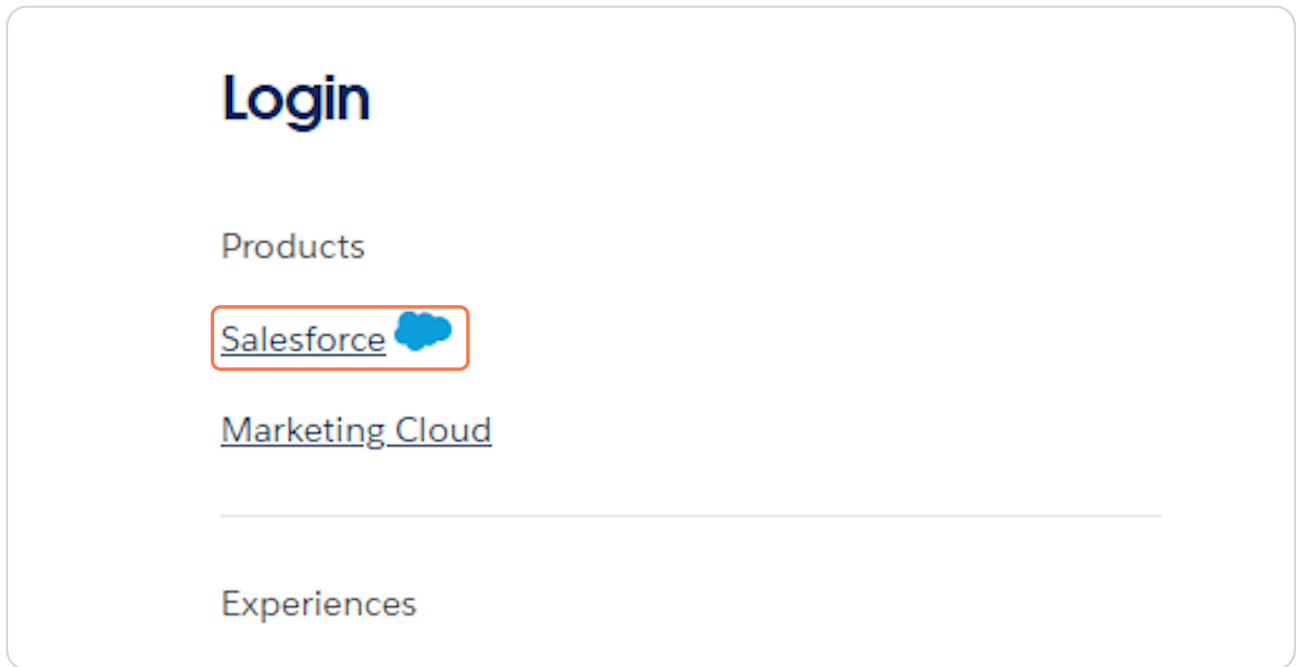 Login
Products
Salesforce
Marketing Cloud
Experiences